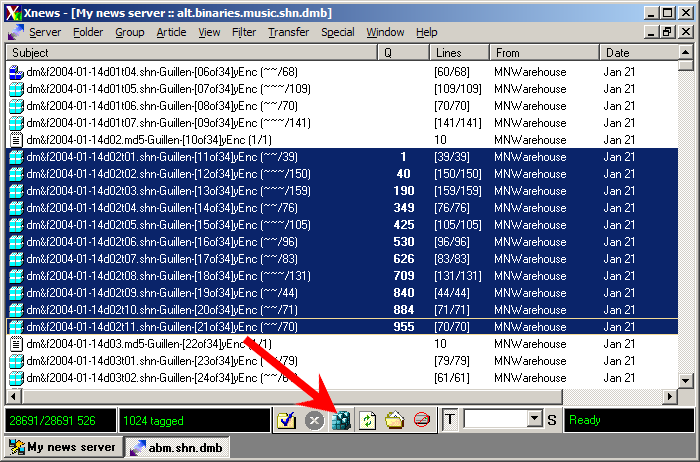 Xnews - [My news server :: alt.binaries.music.shn.dmb]
Server Folder Group Article View Filter Transfer Special Window Help
Subject Q Lines From Date
dm&f2004-01-14d01t04.shn-Guillen-[06of34]yEnc (~~/68) [60/68] MNWarehouse Jan 21
dm&f2004-01-14d01t05.shn-Guillen-[07of34]yEnc (~~~/109) [109/109] MNWarehouse Jan 21
dm&f2004-01-14d01t06.shn-Guillen-[08of34]yEnc (~~/70) [70/70] MNWarehouse Jan 21
dm&f2004-01-14d01t07.shn-Guillen-[09of34]yEnc (~~~/141) [141/141] MNWarehouse Jan 21
dm&f2004-01-14d02.md5-Guillen-[10of34]yEnc (1/1) 10 MNWarehouse Jan 21
dm&f2004-01-14d02t01.shn-Guillen-[11of34]yEnc (~~/39) 1 [39/39] MNWarehouse Jan 21
dm&f2004-01-14d02t02.shn-Guillen-[12of34]yEnc (~~~/150) 40 [150/150] MNWarehouse Jan 21
dm&f2004-01-14d02t03.shn-Guillen-[13of34]yEnc (~~~/159) 190 [159/159] MNWarehouse Jan 21
dm&f2004-01-14d02t04.shn-Guillen-[14of34]yEnc (~~/76) 349 [76/76] MNWarehouse Jan 21
dm&f2004-01-14d02t05.shn-Guillen-[15of34]yEnc (~~~/105) 425 [105/105] MNWarehouse Jan 21
dm&f2004-01-14d02t06.shn-Guillen-[16of34]yEnc (~~/96) 530 [96/96] MNWarehouse Jan 21
dm&f2004-01-14d02t07.shn-Guillen-[17of34]yEnc (~~/83) 626 [83/83] MNWarehouse Jan 21
dm&f2004-01-14d02t08.shn-Guillen-[18of34]yEnc (~~~/131) 709 [131/131] MNWarehouse Jan 21
dm&f2004-01-14d02t09.shn-Guillen-[19of34]yEnc (~~/44) 840 [44/44] MNWarehouse Jan 21
dm&f2004-01-14d02t10.shn-Guillen-[20of34]yEnc (~~/71) 884 [71/71] MNWarehouse Jan 21
dm&f2004-01-14d02t11.shn-Guillen-[21of34]yEnc (~~/70) 955 [70/70] MNWarehouse Jan 21
dm&f2004-01-14d03.md5-Guillen-[22of34]yEnc (1/1) 10 MNWarehouse Jan 21
dm&f2004-01-14d03t01.shn-Guillen-[23of34]yEnc (~~/79) [79/79] MNWarehouse Jan 21
dm&f2004-01-14d03t02.shn-Guillen-[24of34]yEnc [61/61] MNWarehouse Jan 21
28691/28691 526 1024 tagged T S Ready
My news server abm.shn.dmb